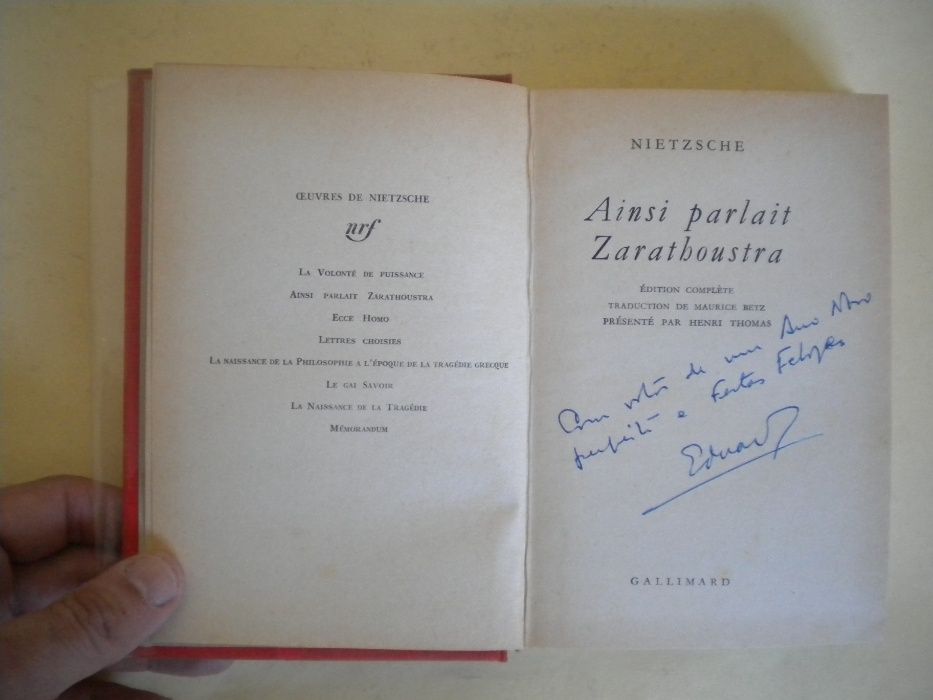 ŒUVRES DE NIETZSCHE
nrf
LA VOLONTÉ DE PUISSANCE
AINSI PARLAIT ZARATHOUSTRA
ECCE HOMO
LETTRES CHOISIES
LA NAISSANCE DE LA PHILOSOPHIE A L'ÉPOQUE DE LA TRAGÉDIE GRECQUE
LE GAI SAVOIR
LA NAISSANCE DE LA TRAGÉDIE
MÉMORANDUM
NIETZSCHE
Ainsi parlait
Zarathoustra
ÉDITION COMPLÈTE
TRADUCTION DE MAURICE BETZ
PRÉSENTÉ PAR HENRI THOMAS
Com votos de um Ano Novo
perfeito e Festas Felizes
GALLIMARD